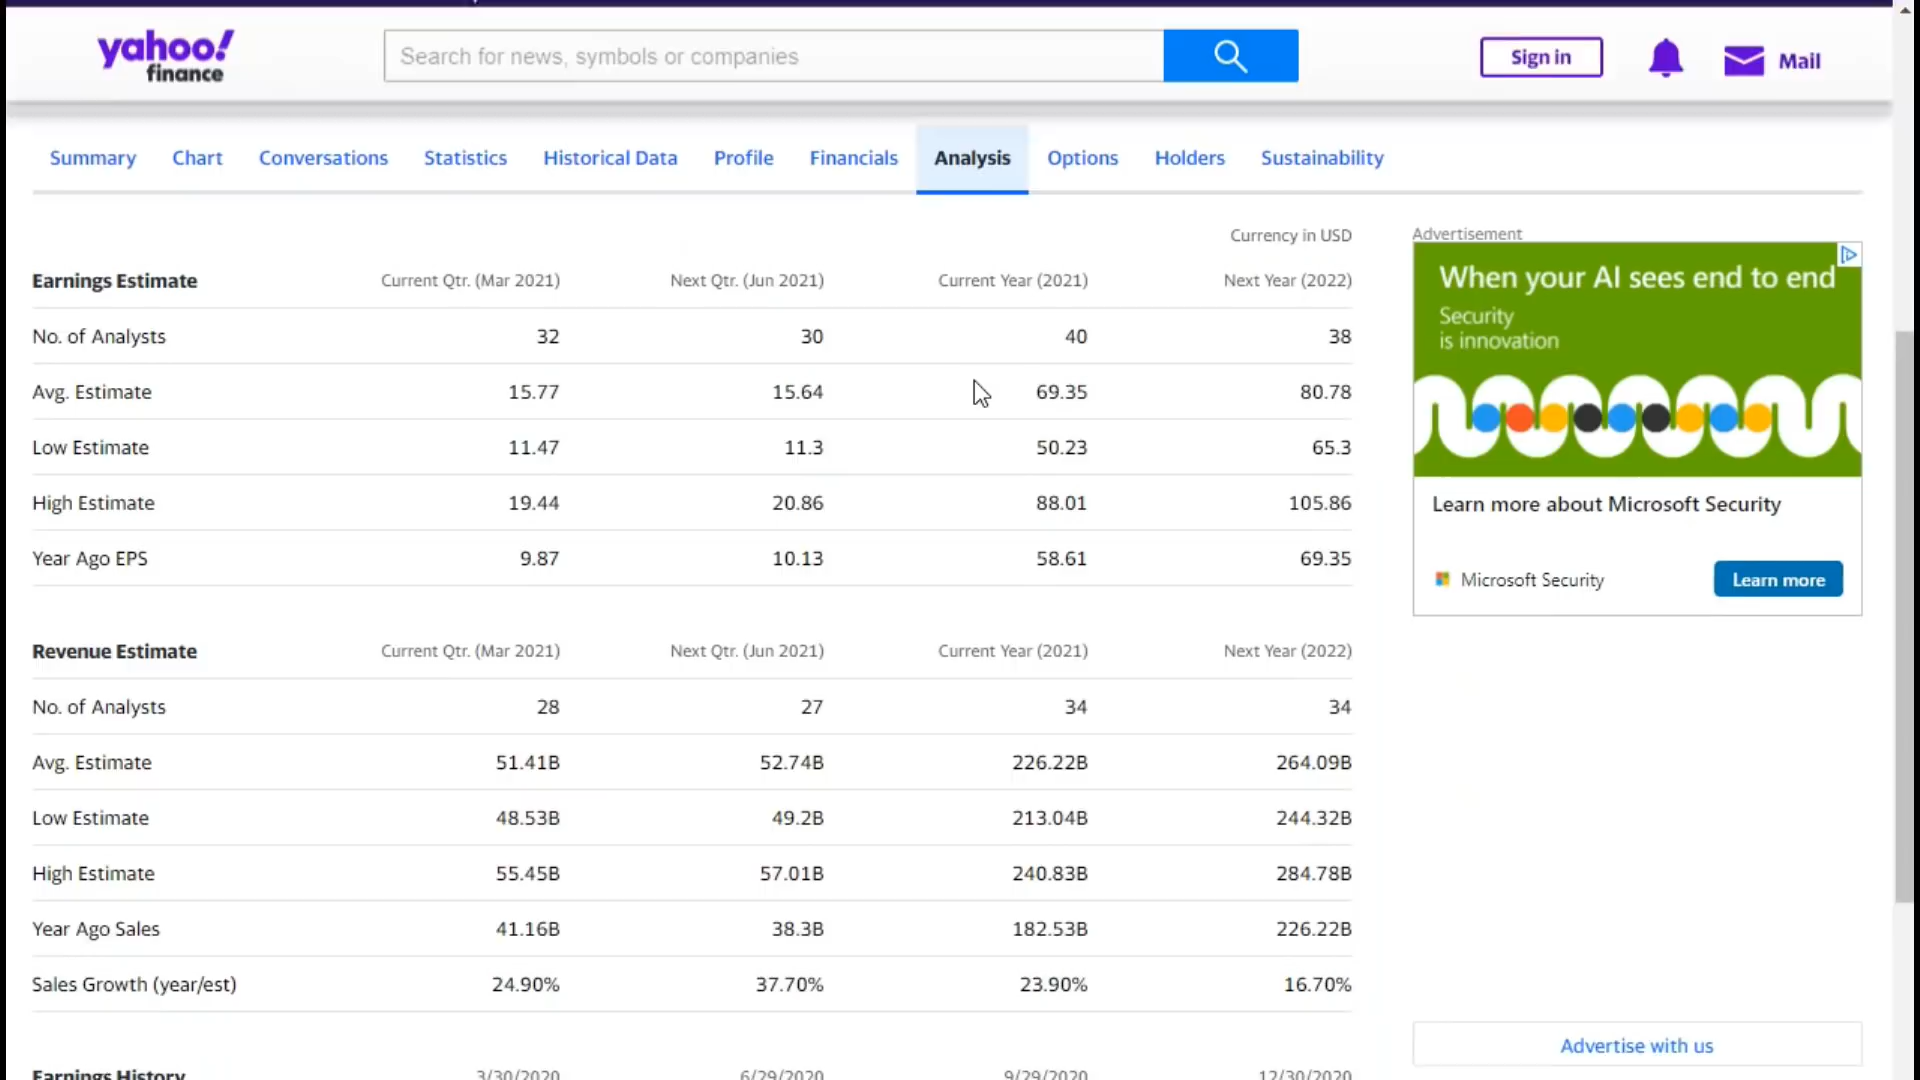 yahoo!
finance
Search for news, symbols or companies
Sign in
Mail
Summary Chart Conversations Statistics Historical Data Profile Financials Analysis Options Holders Sustainability
Currency in USD
Earnings Estimate Current Qtr. (Mar 2021) Next Qtr. (Jun 2021) Current Year (2021) Next Year (2022)
No. of Analysts 32 30 40 38
Avg. Estimate 15.77 15.64 69.35 80.78
Low Estimate 11.47 11.3 50.23 65.3
High Estimate 19.44 20.86 88.01 105.86
Year Ago EPS 9.87 10.13 58.61 69.35
Revenue Estimate Current Qtr. (Mar 2021) Next Qtr. (Jun 2021) Current Year (2021) Next Year (2022)
No. of Analysts 28 27 34 34
Avg. Estimate 51.41B 52.74B 226.22B 264.09B
Low Estimate 48.53B 49.2B 213.04B 244.32B
High Estimate 55.45B 57.01B 240.83B 284.78B
Year Ago Sales 41.16B 38.3B 182.53B 226.22B
Sales Growth (year/est) 24.90% 37.70% 23.90% 16.70%
Earnings History 3/30/2020 6/29/2020 9/29/2020 12/30/2020
Advertisement
When your AI sees end to end
Security
is innovation
Learn more about Microsoft Security
Microsoft Security
Learn more
Advertise with us